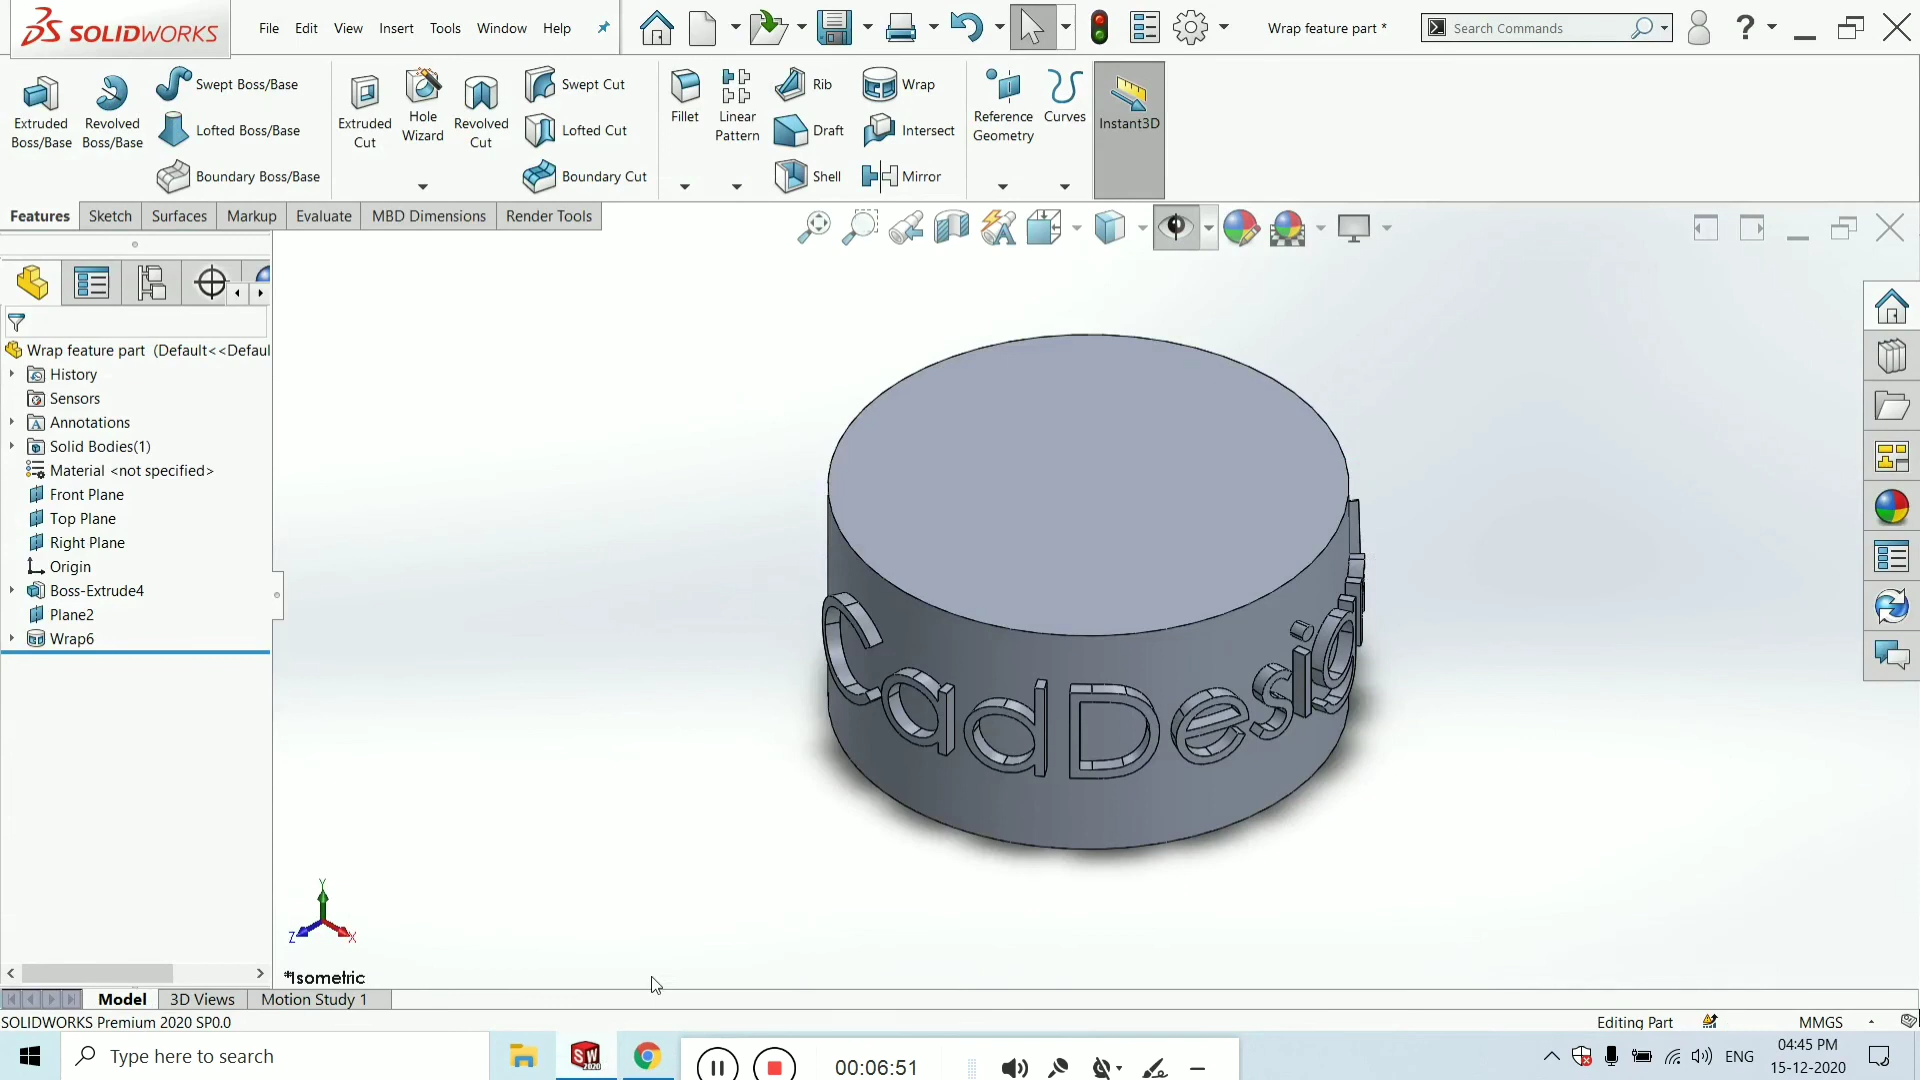 SOLIDWORKS File Edit View Insert Tools Window Help Wrap feature part * Search Commands ?
Extruded Boss/Base
Revolved Boss/Base
Swept Boss/Base
Lofted Boss/Base
Boundary Boss/Base
Extruded Cut
Hole Wizard
Revolved Cut
Swept Cut
Lofted Cut
Boundary Cut
Fillet
Linear Pattern
Rib
Draft
Shell
Wrap
Intersect
Mirror
Reference Geometry
Curves
Instant3D
Features Sketch Surfaces Markup Evaluate MBD Dimensions Render Tools
Wrap feature part (Default<<Defaul
History
Sensors
Annotations
Solid Bodies(1)
Material <not specified>
Front Plane
Top Plane
Right Plane
Origin
Boss-Extrude4
Plane2
Wrap6
CadDesig
Y
Z X
*Isometric
Model 3D Views Motion Study 1
SOLIDWORKS Premium 2020 SP0.0 Editing Part MMGS
Type here to search
SW
2020
00:06:51
ENG
04:45 PM
15-12-2020